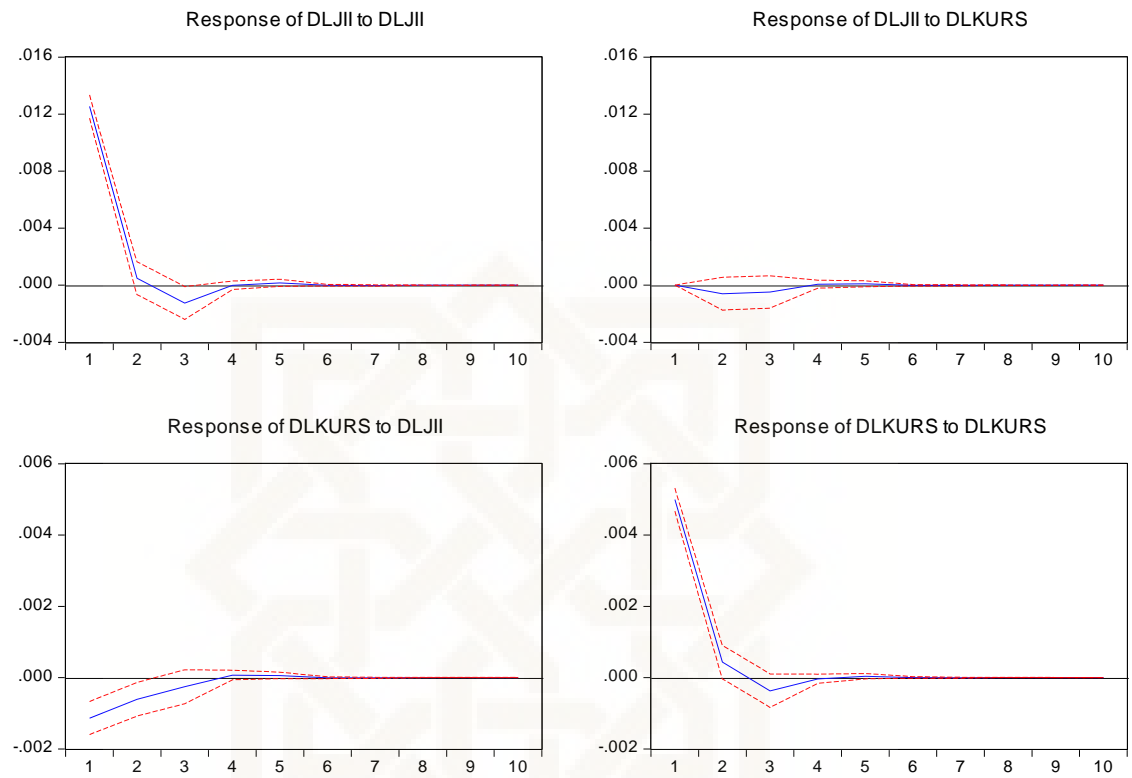 Response of DLJII to DLJII
.016
.012
.008
.004
.000
-.004
1 2 3 4 5 6 7 8 9 10
Response of DLJII to DLKURS
.016
.012
.008
.004
.000
-.004
1 2 3 4 5 6 7 8 9 10
Response of DLKURS to DLJII
.006
.004
.002
.000
-.002
1 2 3 4 5 6 7 8 9 10
Response of DLKURS to DLKURS
.006
.004
.002
.000
-.002
1 2 3 4 5 6 7 8 9 10